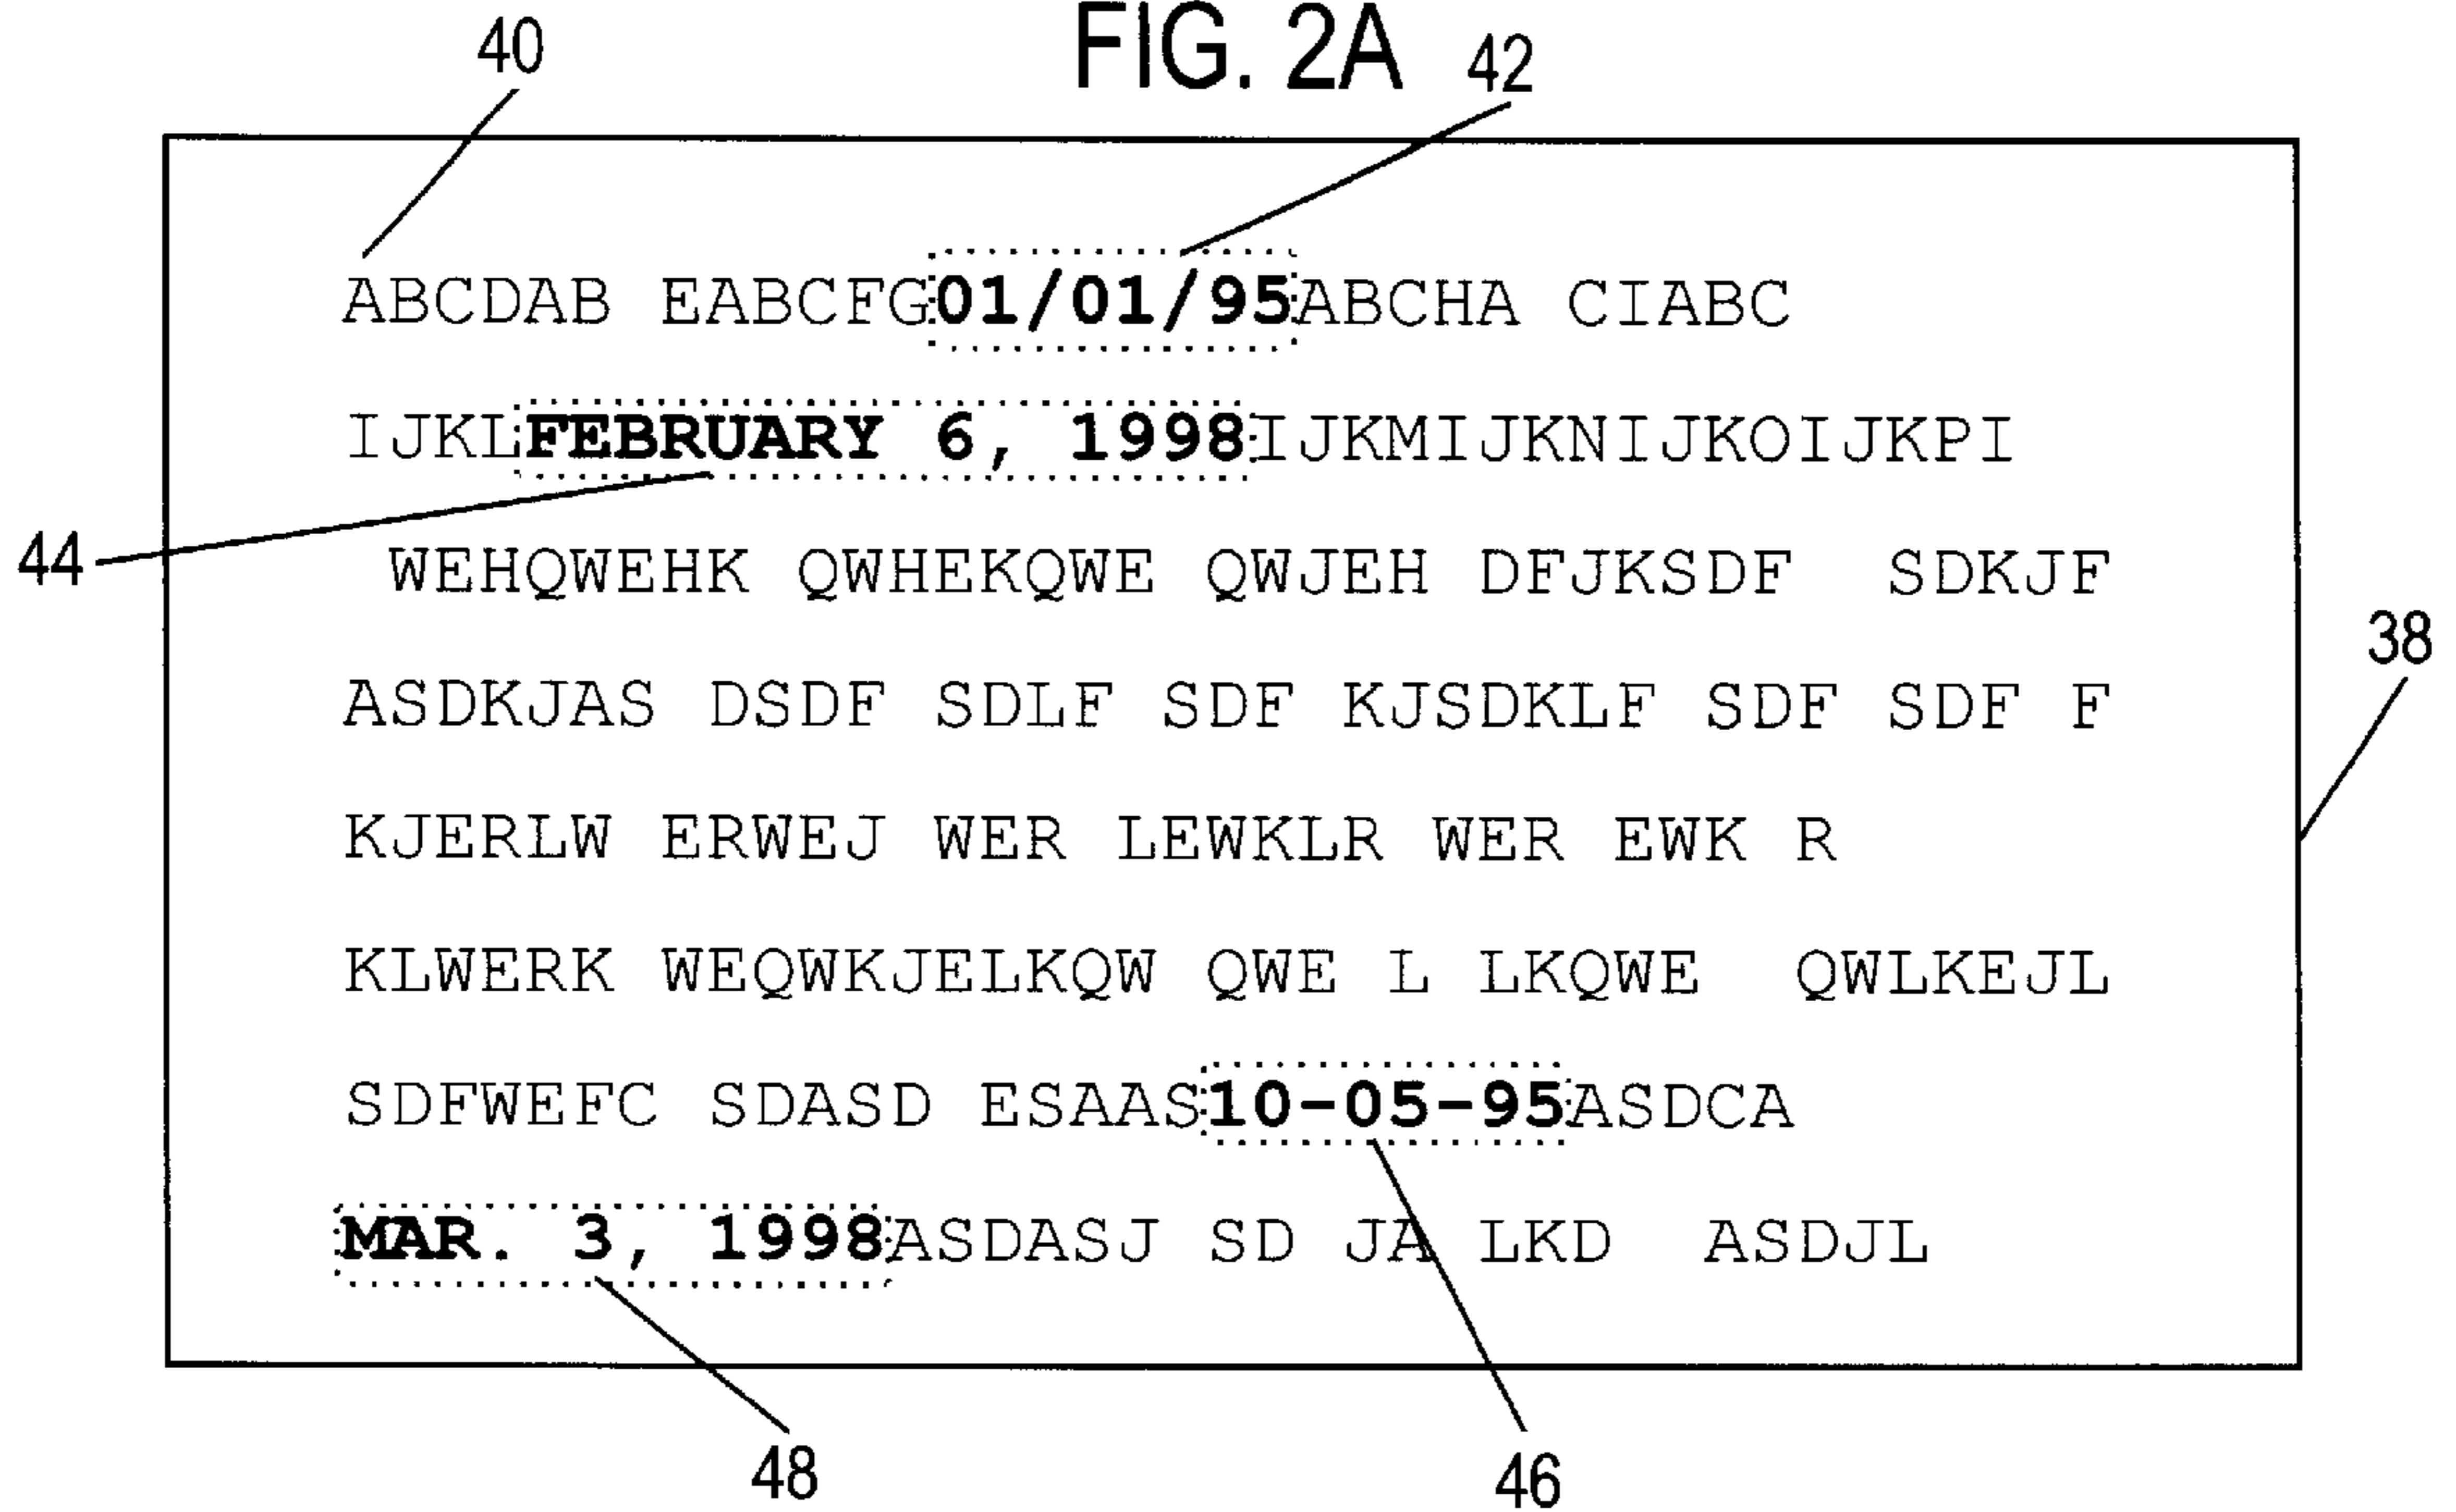 FIG. 2A
40
42
ABCDAB EABCFG01/01/95ABCHA CIABC
IJKLFEBRUARY 6, 1998IJKMIJKNIJKOIJKPI
44
WEHQWEHK QWHEKQWE QWJEH DFJKSDF SDKJF
38
ASDKJAS DSDF SDLF SDF KJSDKLF SDF SDF F
KJERLW ERWEJ WER LEWKLR WER EWK R
KLWERK WEQWKJELKQW QWE L LKQWE QWLKEJL
SDFWEFC SDASD ESAAS10-05-95ASDCA
MAR. 3, 1998ASDASJ SD JA LKD ASDJL
48
46